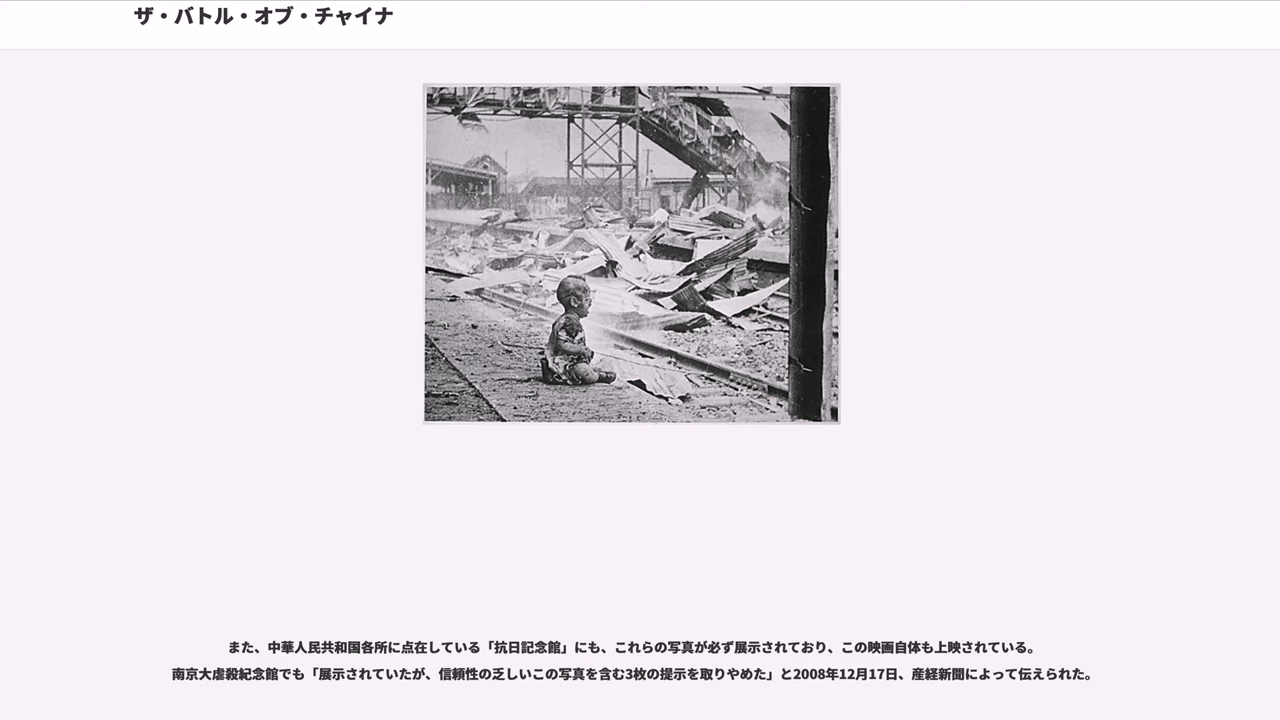 ザ・バトル・オブ・チャイナ
また、中華人民共和国各所に点在している「抗日記念館」にも、これらの写真が必ず展示されており、この映画自体も上映されている。
南京大虐殺紀念館でも「展示されていたが、信頼性の乏しいこの写真を含む3枚の提示を取りやめた」と2008年12月17日、産経新聞によって伝えられた。